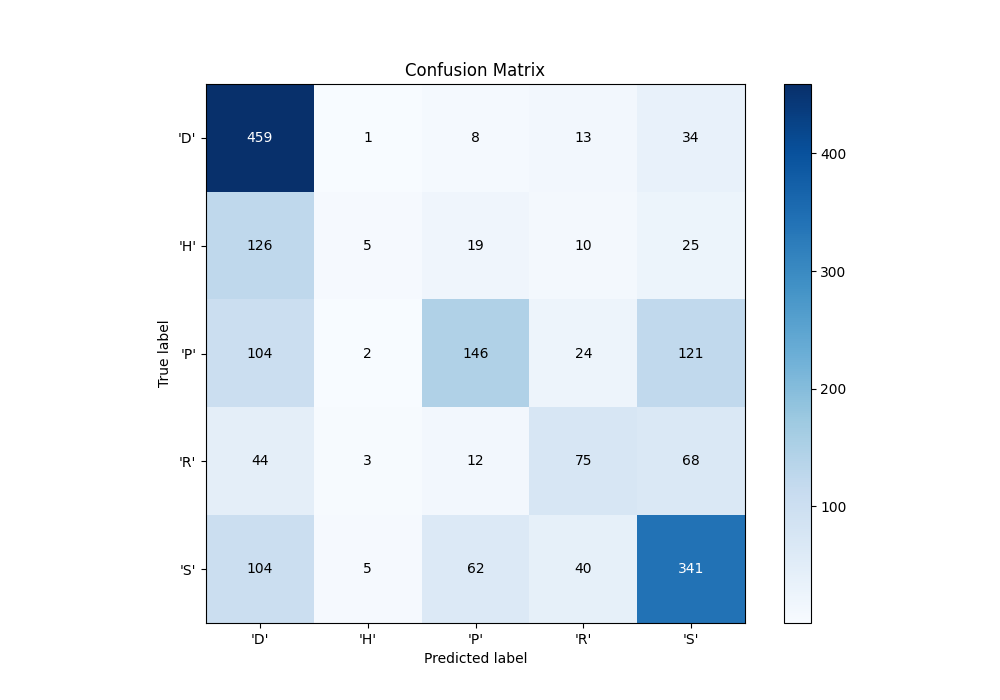 Confusion Matrix
True label
'D' 459 1 8 13 34
'H' 126 5 19 10 25
'P' 104 2 146 24 121
'R' 44 3 12 75 68
'S' 104 5 62 40 341
'D' 'H' 'P' 'R' 'S'
Predicted label
400
300
200
100